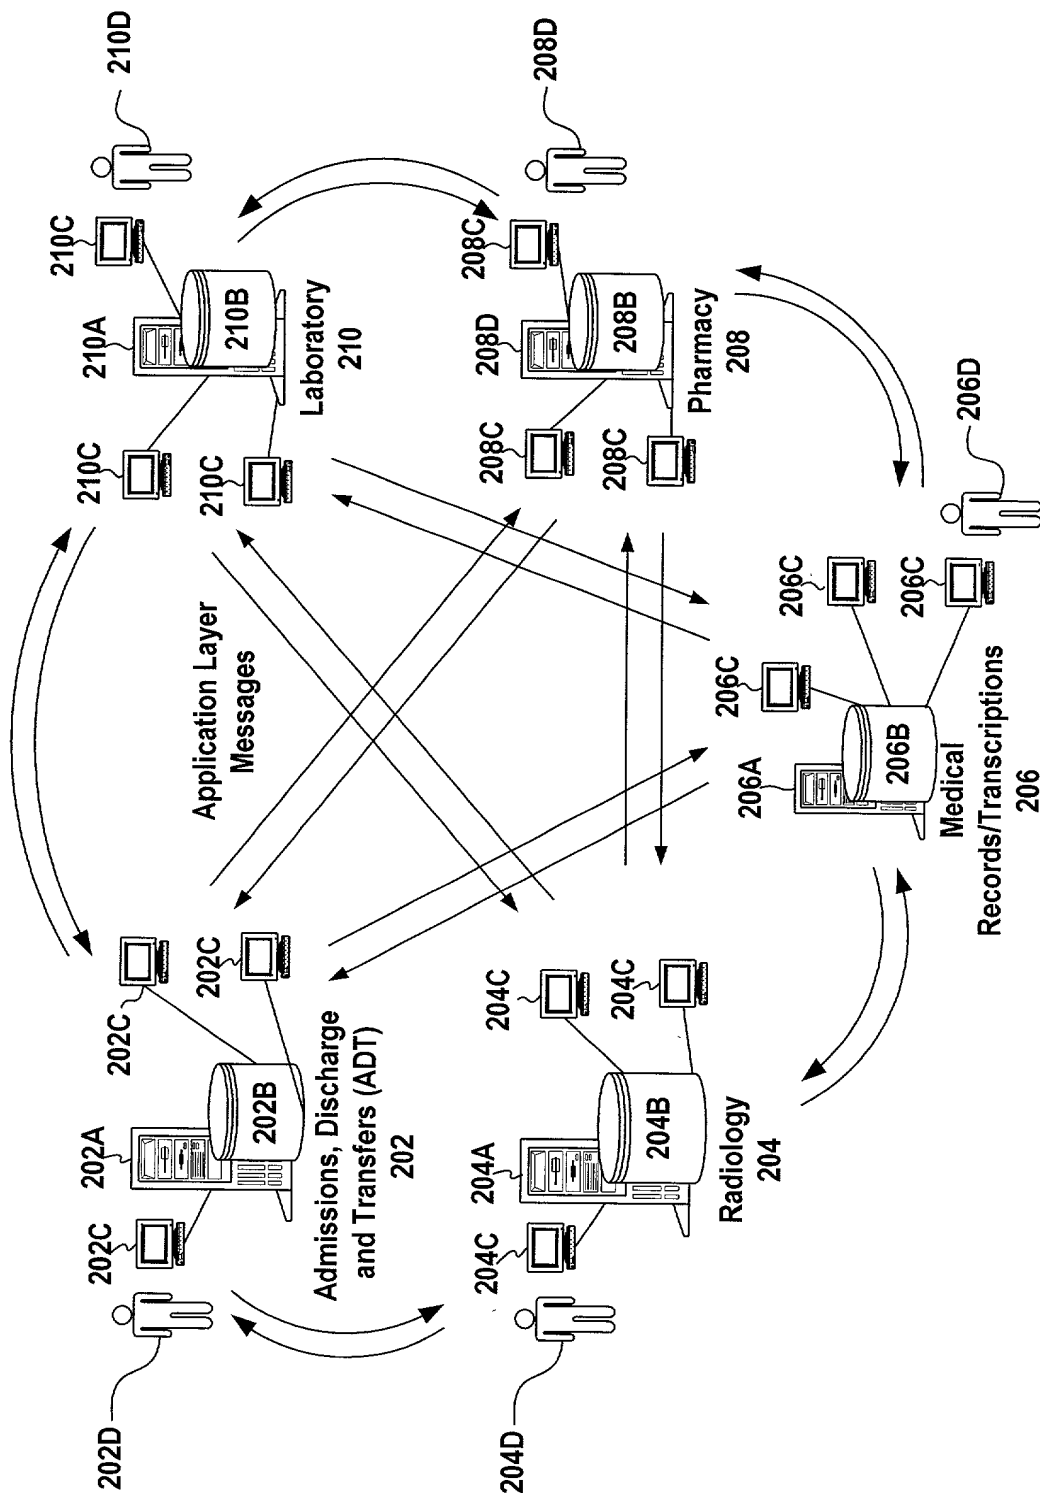 202D
202C
202A
202C
202C
202B
Admissions, Discharge
and Transfers (ADT)
202
Application Layer
Messages
210C
210A
210C
210D
210C
210B
Laboratory
210
204D
204C
204A
204C
204C
204B
Radiology
204
208C
208D
208C
208D
208C
208B
Pharmacy
208
206A
206C
206C
206C
206D
206B
Medical
Records/Transcriptions
206